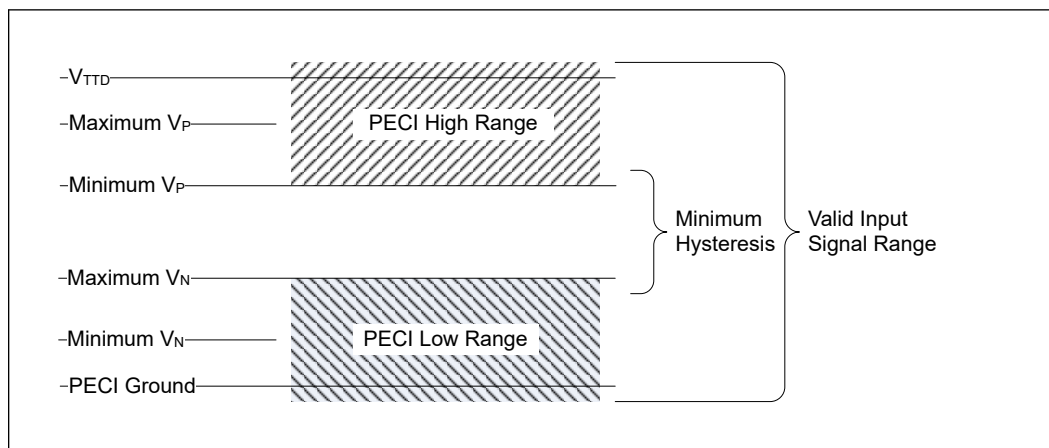 VTTD
Maximum VP
PECI High Range
Minimum VP
Minimum
Hysteresis
Valid Input
Signal Range
Maximum VN
Minimum VN
PECI Low Range
PECI Ground